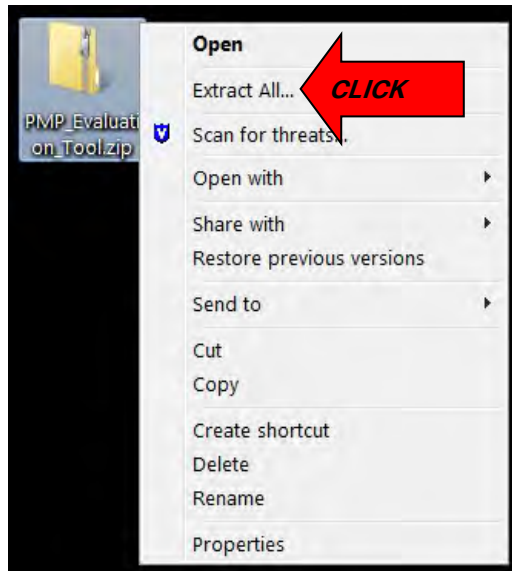 PMP_Evaluati
on_Tool.zip
Open
Extract All...
CLICK
Scan for threats...
Open with
Share with
Restore previous versions
Send to
Cut
Copy
Create shortcut
Delete
Rename
Properties